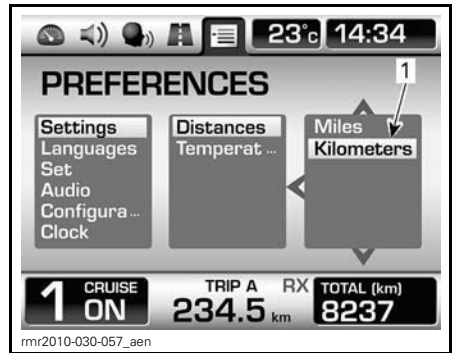 23°c 14:34
PREFERENCES
1
Settings
Languages
Set
Audio
Configura...
Clock
Distances
Temperat ...
Miles
Kilometers
1 CRUISE ON
TRIP A RX
234.5 km
TOTAL (km)
8237
rmr2010-030-057_aen